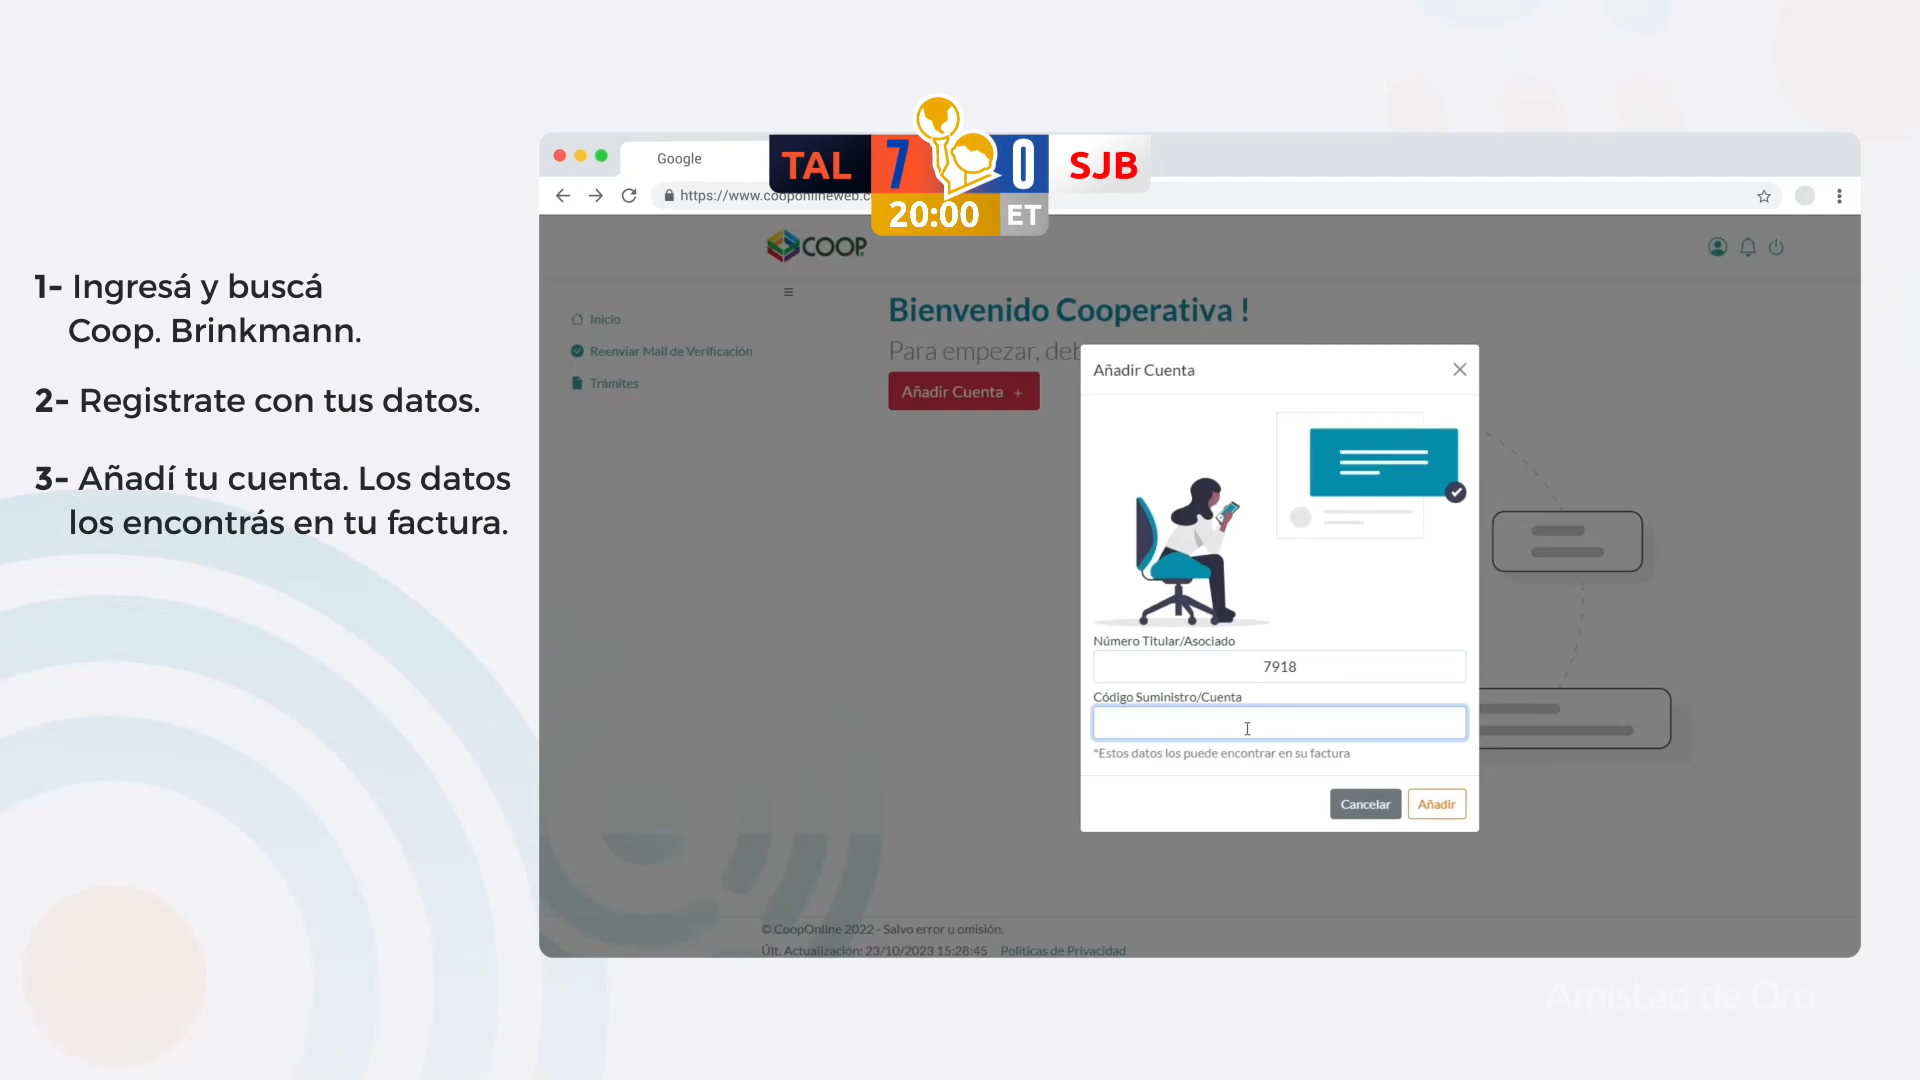 1- Ingresá y buscá
Coop. Brinkmann.
2- Registrate con tus datos.
3- Añadí tu cuenta. Los datos
los encontrás en tu factura.
Google
TAL 7 0 SJB
20:00 ET
https://www.cooponlineweb.c
COOP
Inicio
Reenviar Mail de Verificación
Trámites
Bienvenido Cooperativa !
Para empezar, deb
Añadir Cuenta +
Añadir Cuenta
Número Titular/Asociado
7918
Código Suministro/Cuenta
*Estos datos los puede encontrar en su factura
Cancelar Añadir
© CoopOnline 2022 - Salvo error u omisión.
Últ. Actualización: 23/10/2023 15:28:45 Políticas de Privacidad
Amistad de Oro